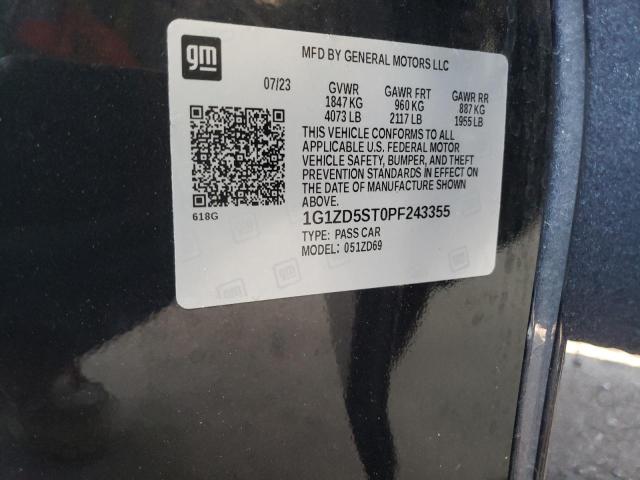 gm
MFD BY GENERAL MOTORS LLC
07/23
GVWR GAWR FRT GAWR RR
1847 KG 960 KG 887 KG
4073 LB 2117 LB 1955 LB
THIS VEHICLE CONFORMS TO ALL
APPLICABLE U.S. FEDERAL MOTOR
VEHICLE SAFETY, BUMPER, AND THEFT
PREVENTION STANDARDS IN EFFECT ON
THE DATE OF MANUFACTURE SHOWN
ABOVE.
618G
1G1ZD5ST0PF243355
TYPE: PASS CAR
MODEL: 051ZD69